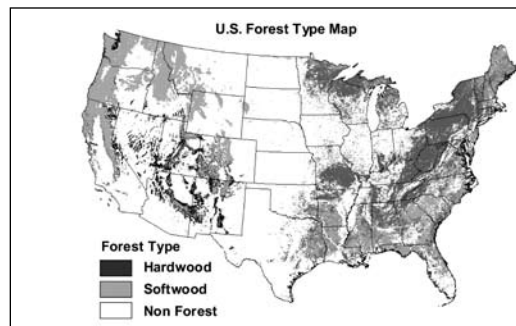 U.S. Forest Type Map
Forest Type
Hardwood
Softwood
Non Forest